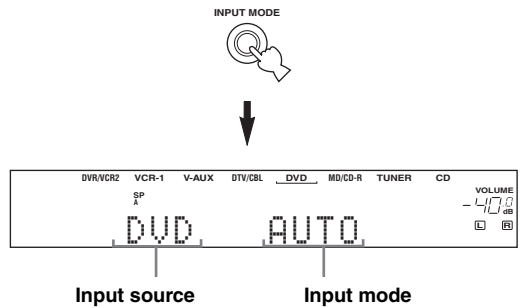 INPUT MODE
DVR/VCR2 VCR-1 V-AUX DTV/CBL DVD MD/CD-R TUNER CD
VOLUME
SP
A
-40.0 dB
L R
DVD AUTO
Input source Input mode